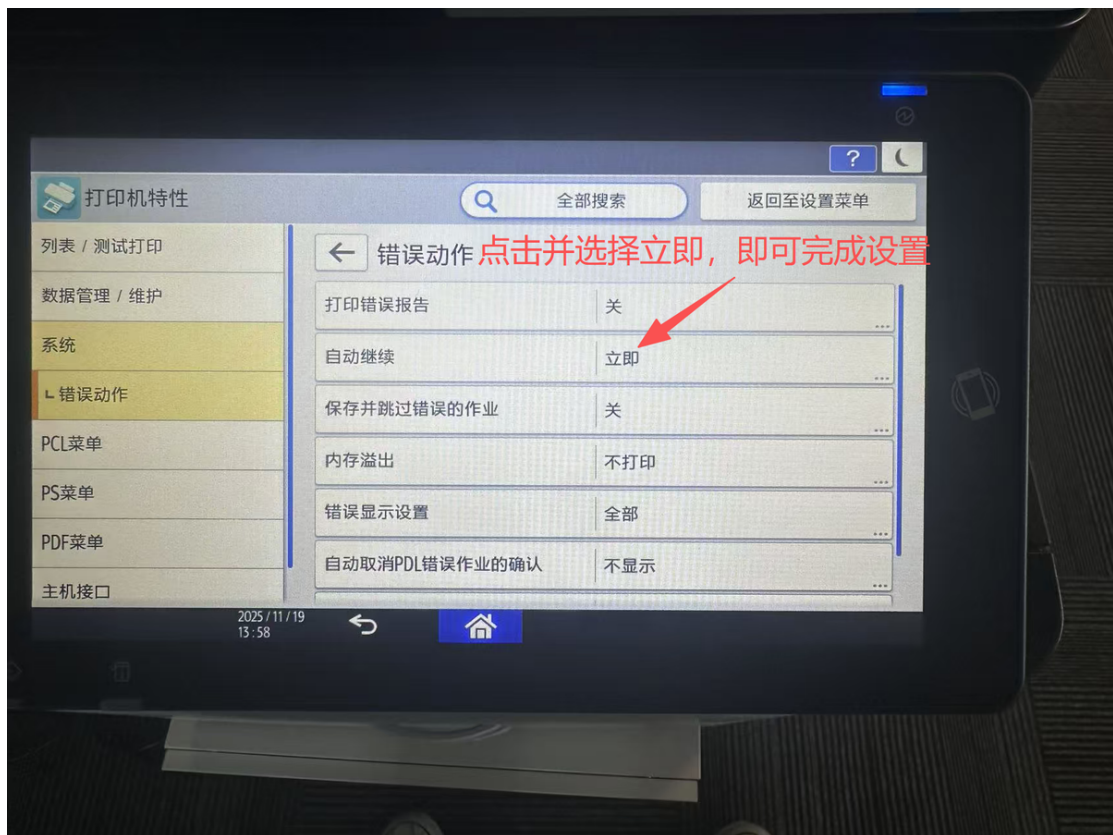 ?
打印机特性
全部搜索
返回至设置菜单
列表 / 测试打印
数据管理 / 维护
系统
错误动作
PCL菜单
PS菜单
PDF菜单
主机接口
错误动作
点击并选择立即，即可完成设置
打印错误报告 关
自动继续 立即
保存并跳过错误的作业 关
内存溢出 不打印
错误显示设置 全部
自动取消PDL错误作业的确认 不显示
2025 / 11 / 19
13 : 58